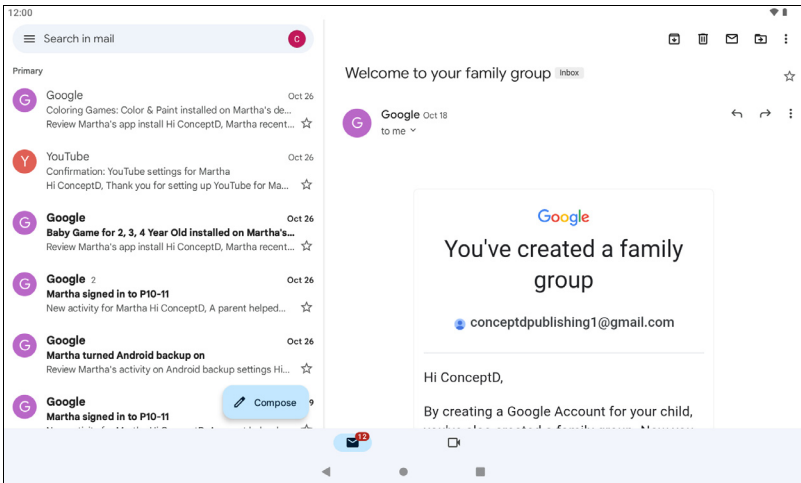 12:00
Search in mail
C
Primary
G
Google
Oct 26
Coloring Games: Color & Paint installed on Martha's de...
Review Martha's app install Hi ConceptD, Martha recent...
Y
YouTube
Oct 26
Confirmation: YouTube settings for Martha
Hi ConceptD, Thank you for setting up YouTube for Ma...
G
Google
Oct 26
Baby Game for 2, 3, 4 Year Old installed on Martha's...
Review Martha's app install Hi ConceptD, Martha recent...
G
Google 2
Oct 26
Martha signed in to P10-11
New activity for Martha Hi ConceptD, A parent helped...
G
Google
Oct 26
Martha turned Android backup on
Review Martha's activity on Android backup settings Hi...
G
Google
9
Martha signed in to P10-11
Compose
Welcome to your family group Inbox
G
Google Oct 18
to me
Google
You've created a family
group
conceptdpublishing1@gmail.com
Hi ConceptD,
By creating a Google Account for your child,
12